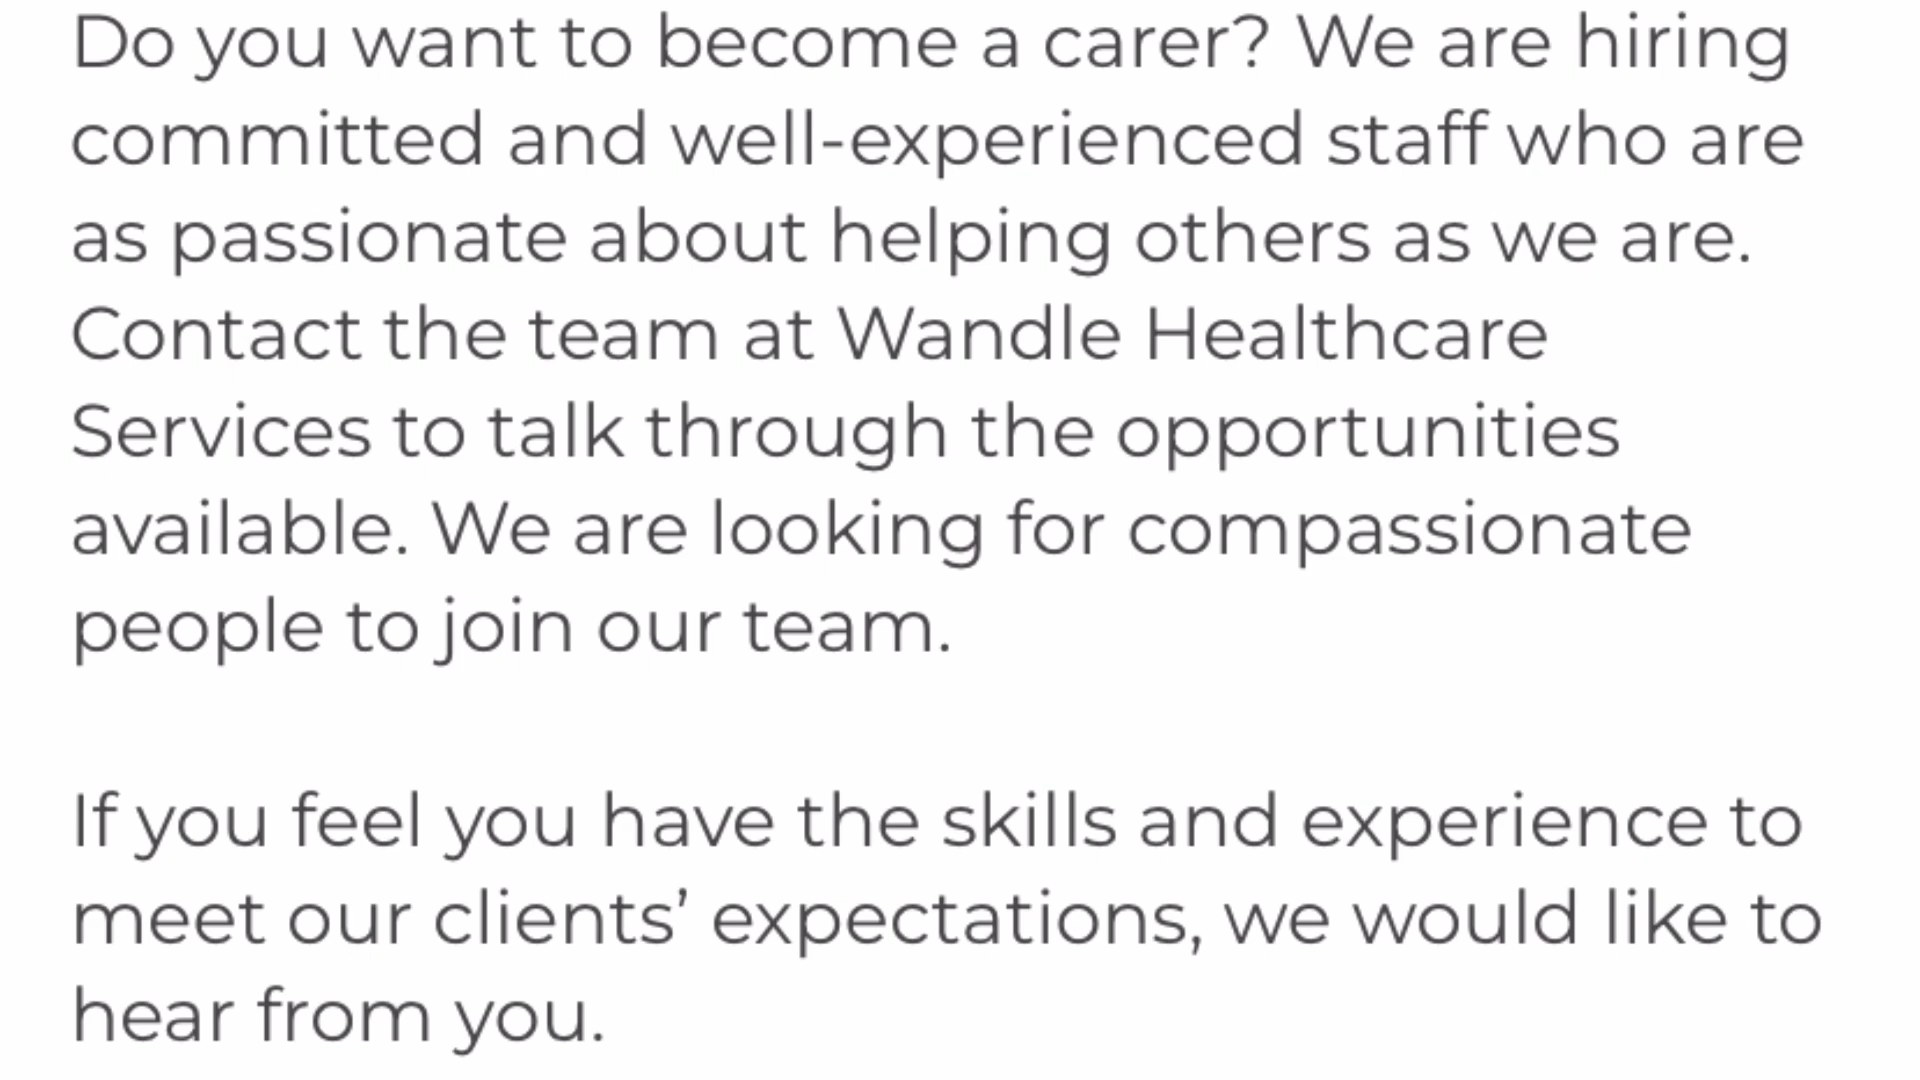 Do you want to become a carer? We are hiring
committed and well-experienced staff who are
as passionate about helping others as we are.
Contact the team at Wandle Healthcare
Services to talk through the opportunities
available. We are looking for compassionate
people to join our team.
If you feel you have the skills and experience to
meet our clients’ expectations, we would like to
hear from you.